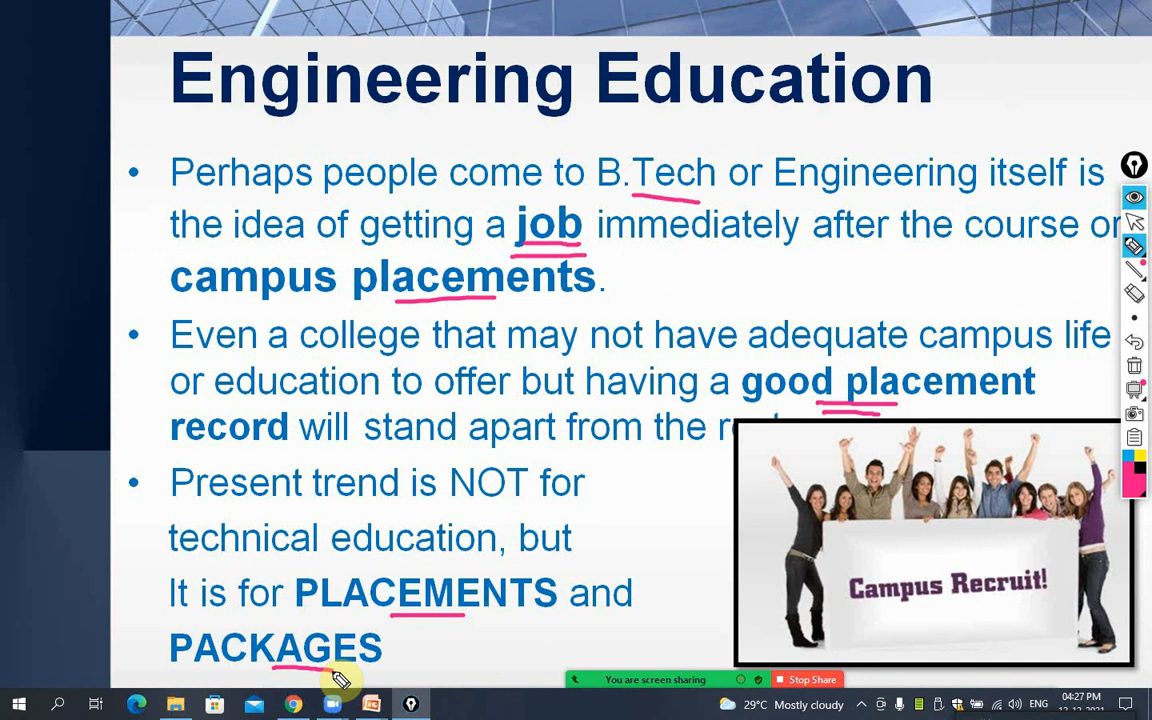 Engineering Education
• Perhaps people come to B.Tech or Engineering itself is
the idea of getting a job immediately after the course or
campus placements.
• Even a college that may not have adequate campus life
or education to offer but having a good placement
record will stand apart from the
• Present trend is NOT for
technical education, but
It is for PLACEMENTS and
PACKAGES
Campus Recruit!
You are screen sharing
Stop Share
29°C Mostly cloudy
ENG
04:27 PM